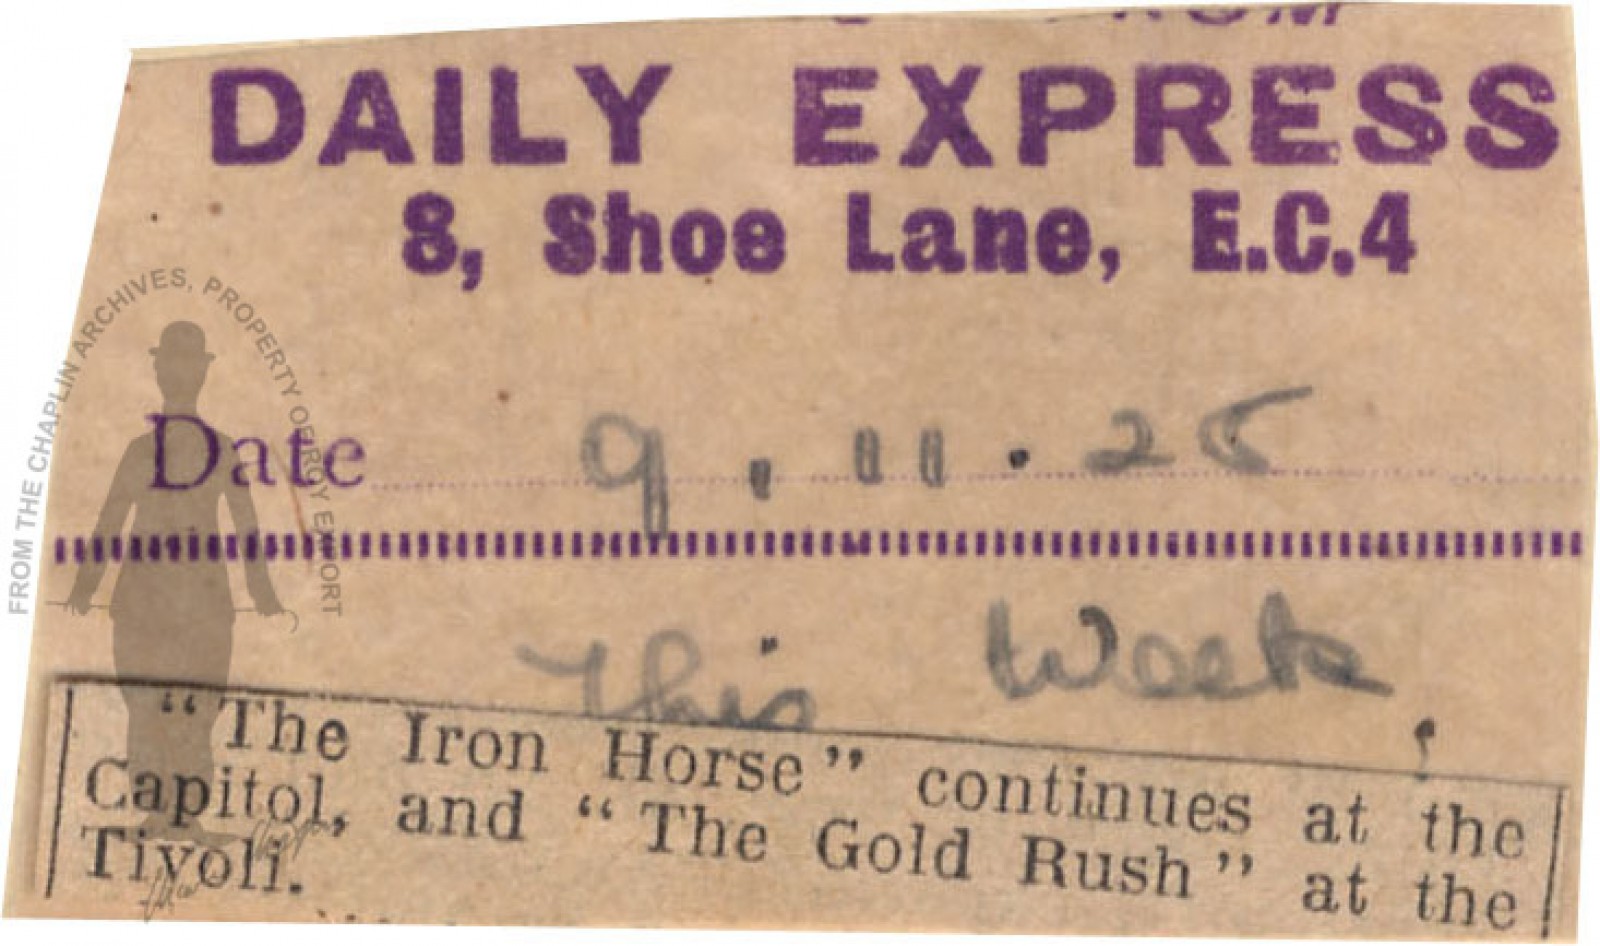 DAILY EXPRESS
8, Shoe Lane, E.C.4
Date 9.11.25
This Week
"The Iron Horse" continues at the
Capitol, and "The Gold Rush" at the
Tivoli.
FROM THE CHAPLIN ARCHIVES, PROPERTY OF ROY EXPORT